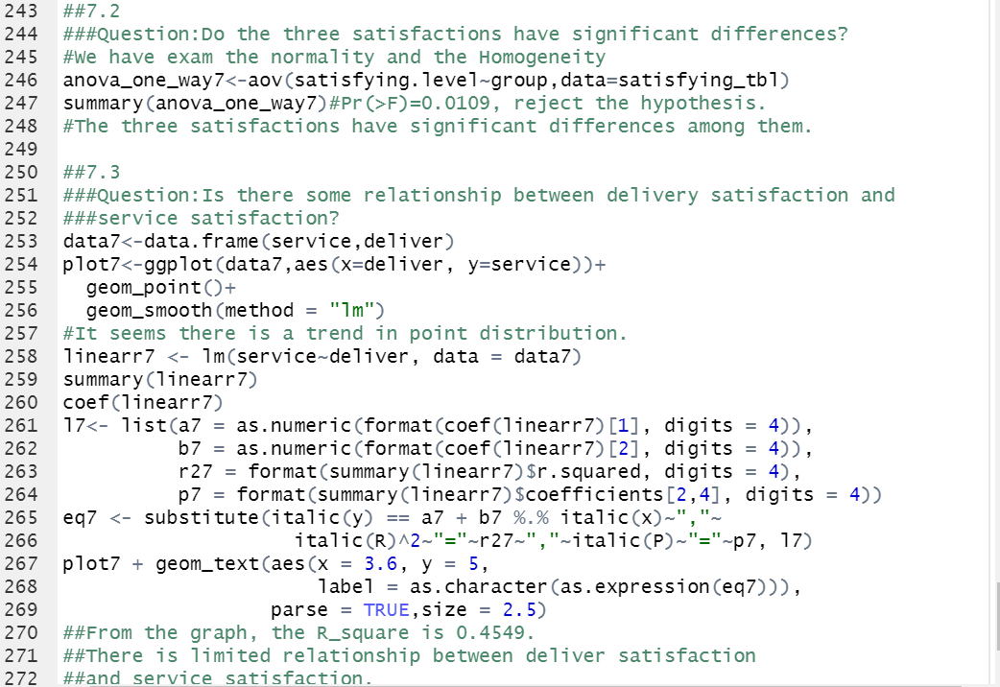 243 ##7.2
244 ###Question:Do the three satisfactions have significant differences?
245 #We have exam the normality and the Homogeneity
246 anova_one_way7<-aov(satisfying.level~group,data=satisfying_tbl)
247 summary(anova_one_way7)#Pr(>F)=0.0109, reject the hypothesis.
248 #The three satisfactions have significant differences among them.
249
250 ##7.3
251 ###Question:Is there some relationship between delivery satisfaction and
252 ###service satisfaction?
253 data7<-data.frame(service,deliver)
254 plot7<-ggplot(data7,aes(x=deliver, y=service))+
255   geom_point()+
256   geom_smooth(method = "lm")
257 #It seems there is a trend in point distribution.
258 linearr7 <- lm(service~deliver, data = data7)
259 summary(linearr7)
260 coef(linearr7)
261 l7<- list(a7 = as.numeric(format(coef(linearr7)[1], digits = 4)),
262           b7 = as.numeric(format(coef(linearr7)[2], digits = 4)),
263           r27 = format(summary(linearr7)$r.squared, digits = 4),
264           p7 = format(summary(linearr7)$coefficients[2,4], digits = 4))
265 eq7 <- substitute(italic(y) == a7 + b7 %.% italic(x)~","~
266                     italic(R)^2~"="~r27~","~italic(P)~"="~p7, l7)
267 plot7 + geom_text(aes(x = 3.6, y = 5,
268                       label = as.character(as.expression(eq7))),
269                   parse = TRUE,size = 2.5)
270 ##From the graph, the R_square is 0.4549.
271 ##There is limited relationship between deliver satisfaction
272 ##and service satisfaction.